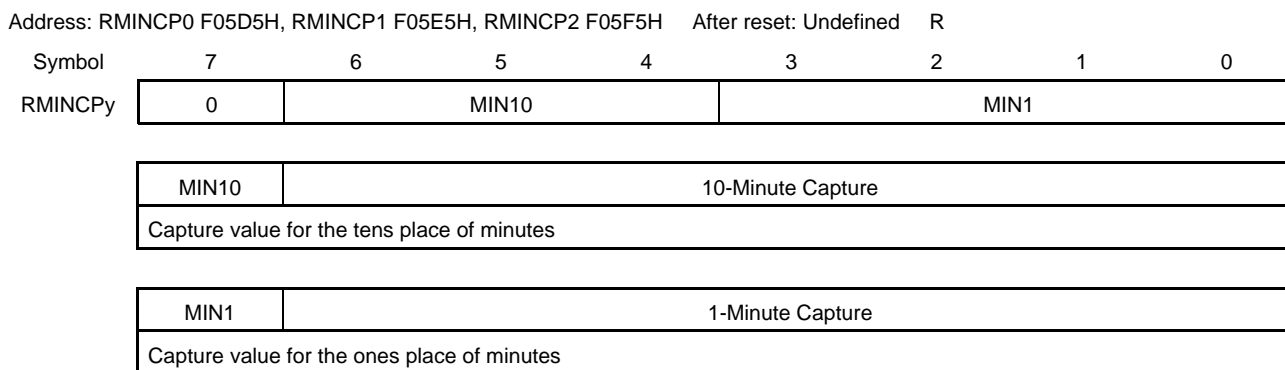 Address: RMINCP0 F05D5H, RMINCP1 F05E5H, RMINCP2 F05F5H After reset: Undefined R
Symbol 7 6 5 4 3 2 1 0
RMINCPy 0 MIN10 MIN1
MIN10 10-Minute Capture
Capture value for the tens place of minutes
MIN1 1-Minute Capture
Capture value for the ones place of minutes